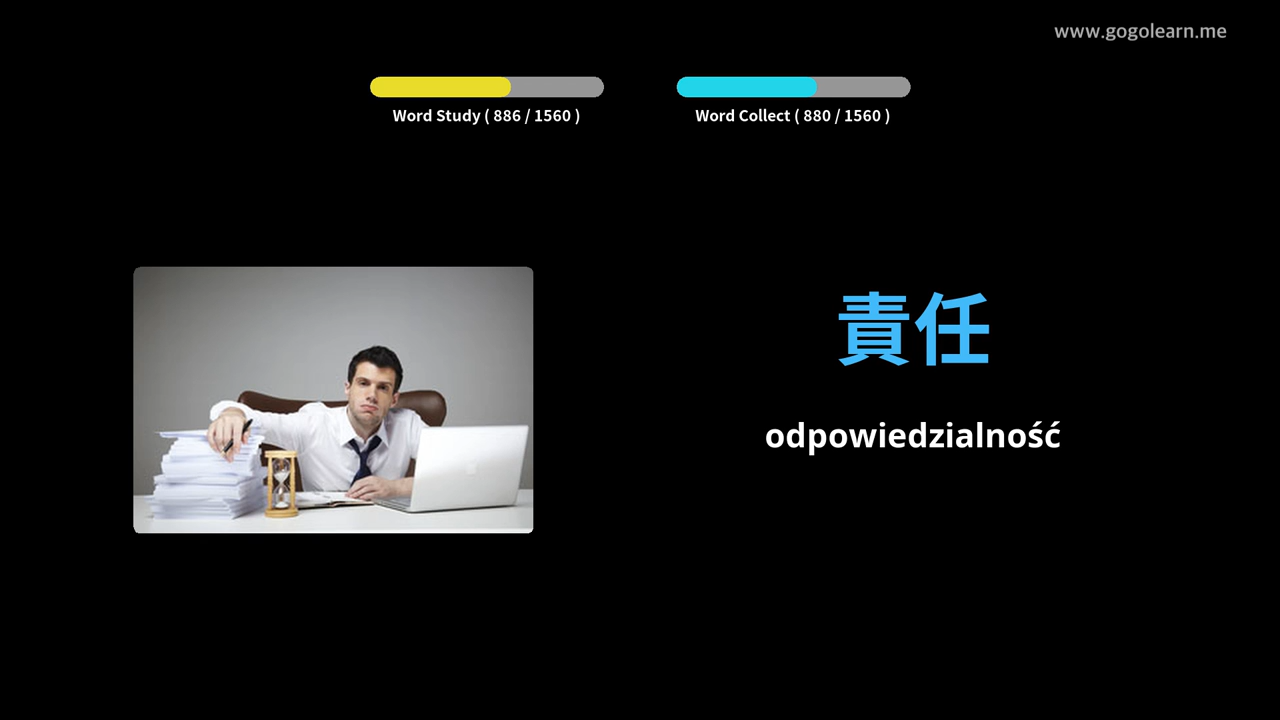 www.gogolearn.me
Word Study ( 886 / 1560 )
Word Collect ( 880 / 1560 )
責任
odpowiedzialność